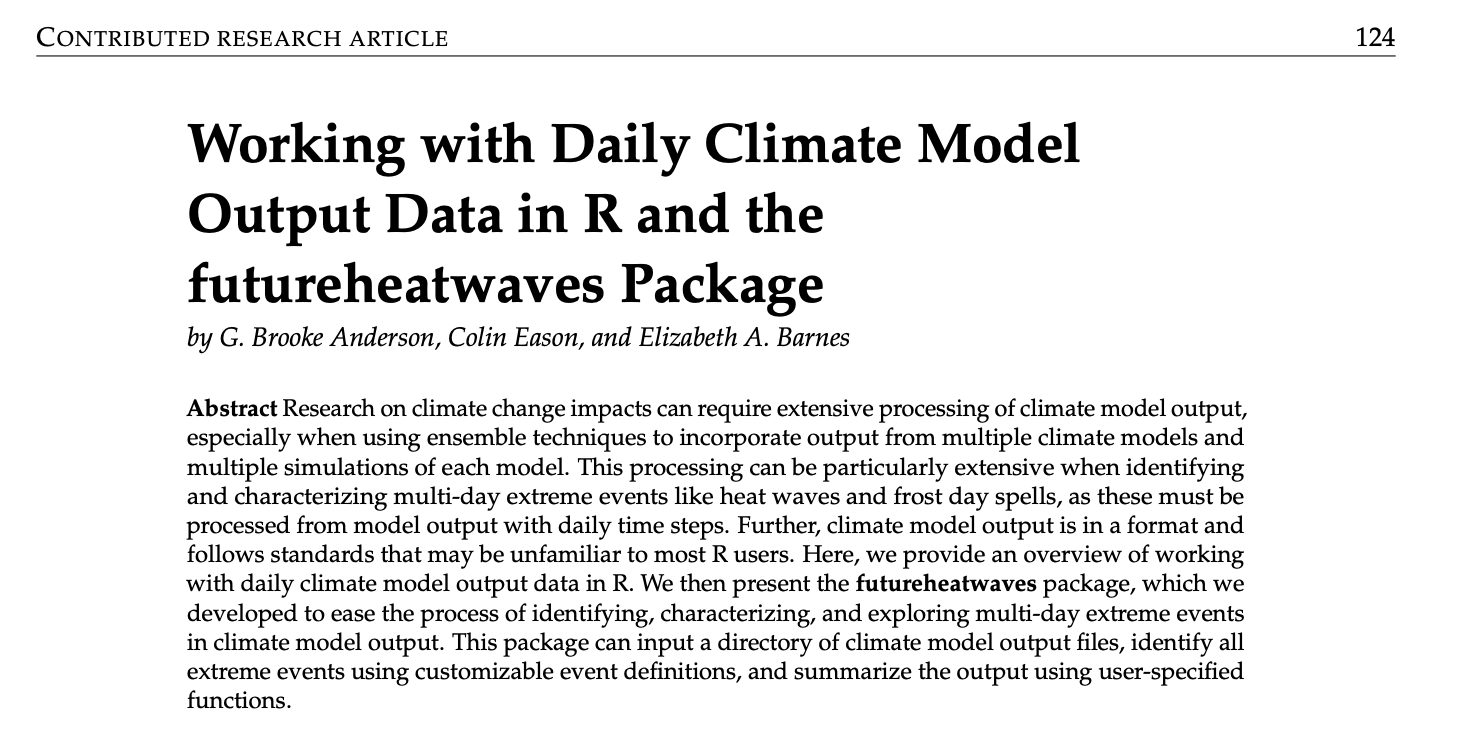 CONTRIBUTED RESEARCH ARTICLE 124
Working with Daily Climate Model
Output Data in R and the
futureheatwaves Package
by G. Brooke Anderson, Colin Eason, and Elizabeth A. Barnes
Abstract Research on climate change impacts can require extensive processing of climate model output,
especially when using ensemble techniques to incorporate output from multiple climate models and
multiple simulations of each model. This processing can be particularly extensive when identifying
and characterizing multi-day extreme events like heat waves and frost day spells, as these must be
processed from model output with daily time steps. Further, climate model output is in a format and
follows standards that may be unfamiliar to most R users. Here, we provide an overview of working
with daily climate model output data in R. We then present the futureheatwaves package, which we
developed to ease the process of identifying, characterizing, and exploring multi-day extreme events
in climate model output. This package can input a directory of climate model output files, identify all
extreme events using customizable event definitions, and summarize the output using user-specified
functions.